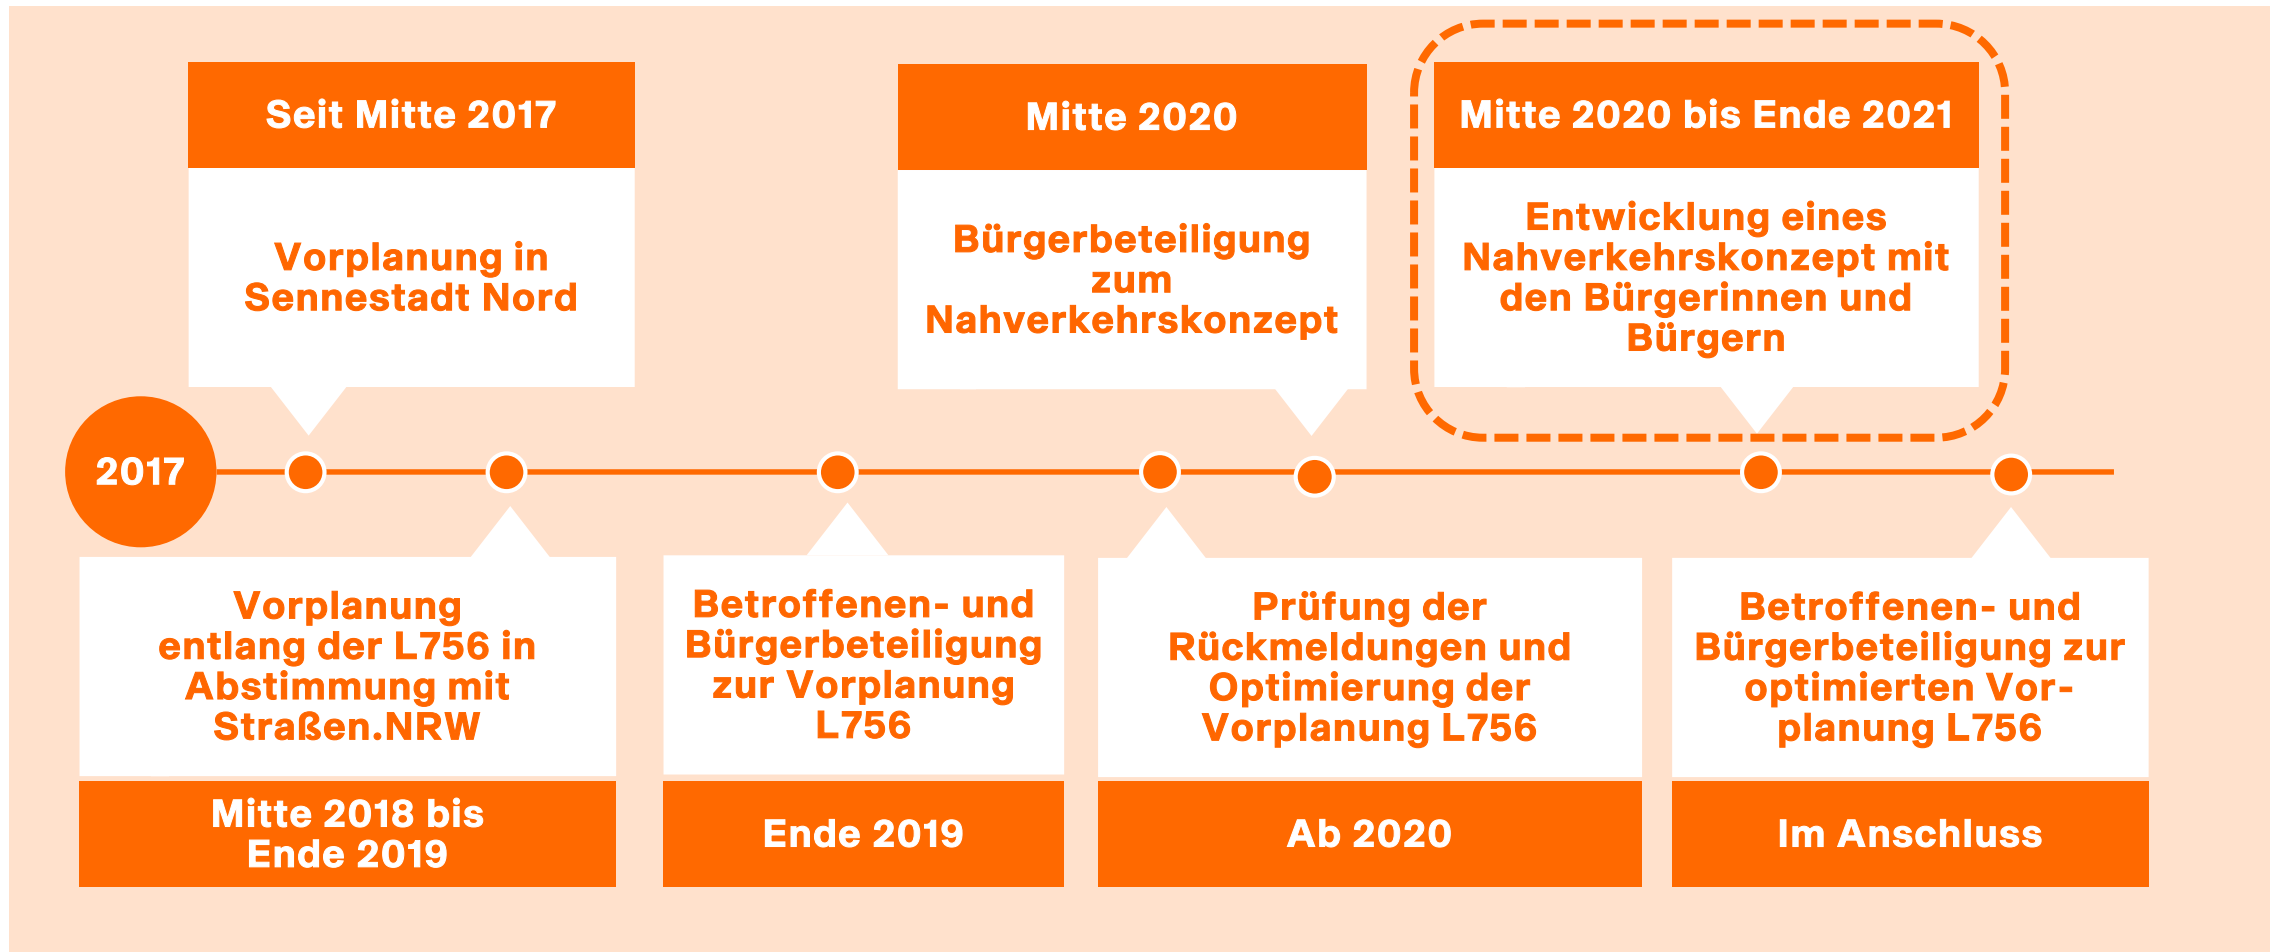 Seit Mitte 2017
Vorplanung in
Sennestadt Nord
Mitte 2020
Bürgerbeteiligung
zum
Nahverkehrskonzept
Mitte 2020 bis Ende 2021
Entwicklung eines
Nahverkehrskonzept mit
den Bürgerinnen und
Bürgern
2017
Vorplanung
entlang der L756 in
Abstimmung mit
Straßen.NRW
Mitte 2018 bis
Ende 2019
Betroffenen- und
Bürgerbeteiligung
zur Vorplanung
L756
Ende 2019
Prüfung der
Rückmeldungen und
Optimierung der
Vorplanung L756
Ab 2020
Betroffenen- und
Bürgerbeteiligung zur
optimierten Vor-
planung L756
Im Anschluss